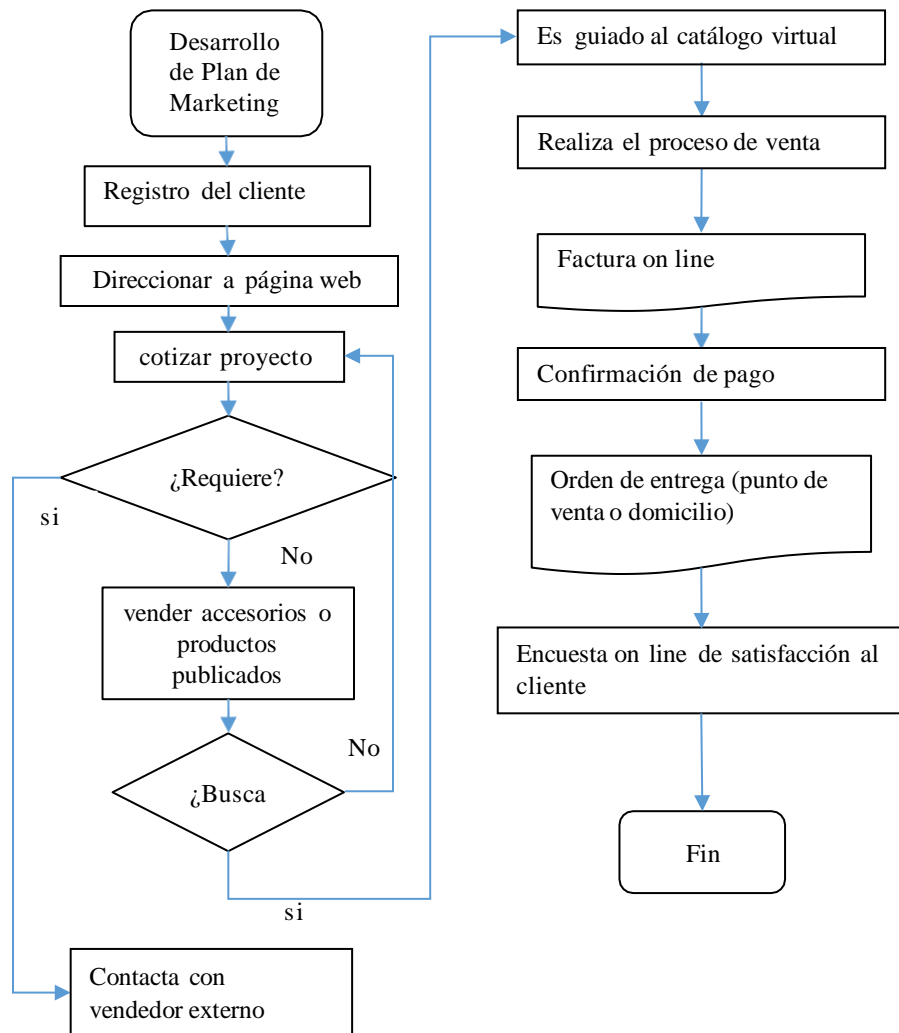 Desarrollo
de Plan de
Marketing
Registro del cliente
Direccionar a página web
cotizar proyecto
¿Requiere?
si
No
vender accesorios o
productos
publicados
No
¿Busca
si
Contacta con
vendedor externo
Es guiado al catálogo virtual
Realiza el proceso de venta
Factura on line
Confirmación de pago
Orden de entrega (punto de
venta o domicilio)
Encuesta on line de satisfacción al
cliente
Fin